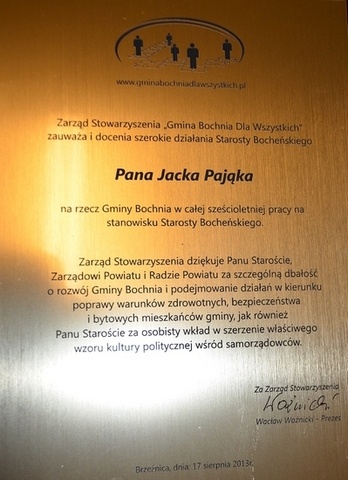 www.gminabochniadlawszystkich.pl
Zarząd Stowarzyszenia „Gmina Bochnia Dla Wszystkich"
zauważa i docenia szerokie działania Starosty Bocheńskiego
Pana Jacka Pająka
na rzecz Gminy Bochnia w całej sześcioletniej pracy na
stanowisku Starosty Bocheńskiego.
Zarząd Stowarzyszenia dziękuje Panu Staroście,
Zarządowi Powiatu i Radzie Powiatu za szczególną dbałość
o rozwój Gminy Bochnia i podejmowanie działań w kierunku
poprawy warunków zdrowotnych, bezpieczeństwa
i bytowych mieszkańców gminy, jak również
Panu Staroście za osobisty wkład w szerzenie właściwego
wzoru kultury politycznej wśród samorządowców.
Za Zarząd Stowarzyszenia
Woźnicki
Wacław Woźnicki – Prezes
Brzeźnica, dnia: 17 sierpnia 2013r.